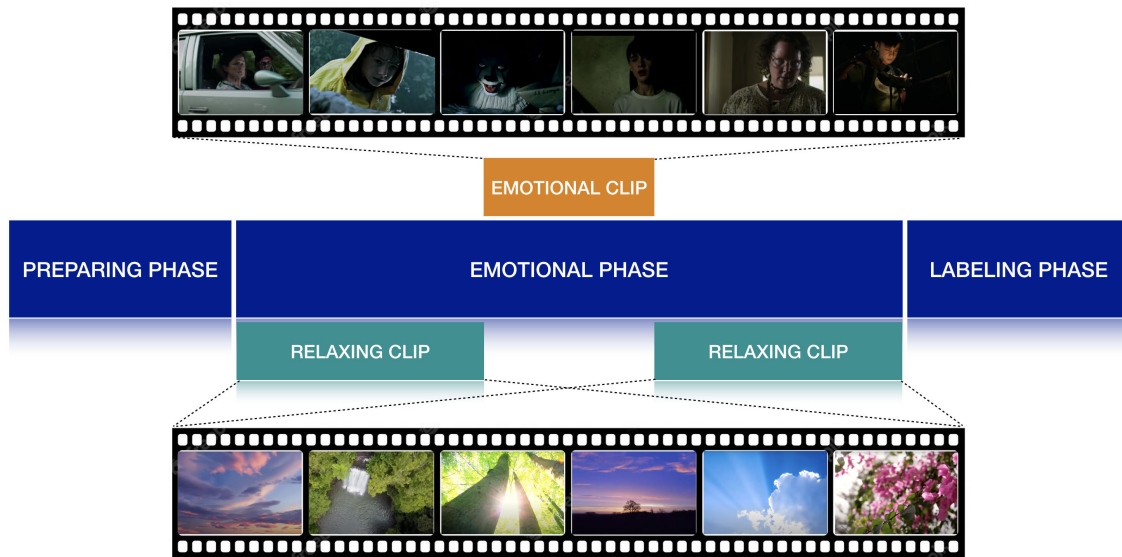 EMOTIONAL CLIP
PREPARING PHASE
EMOTIONAL PHASE
LABELING PHASE
RELAXING CLIP
RELAXING CLIP